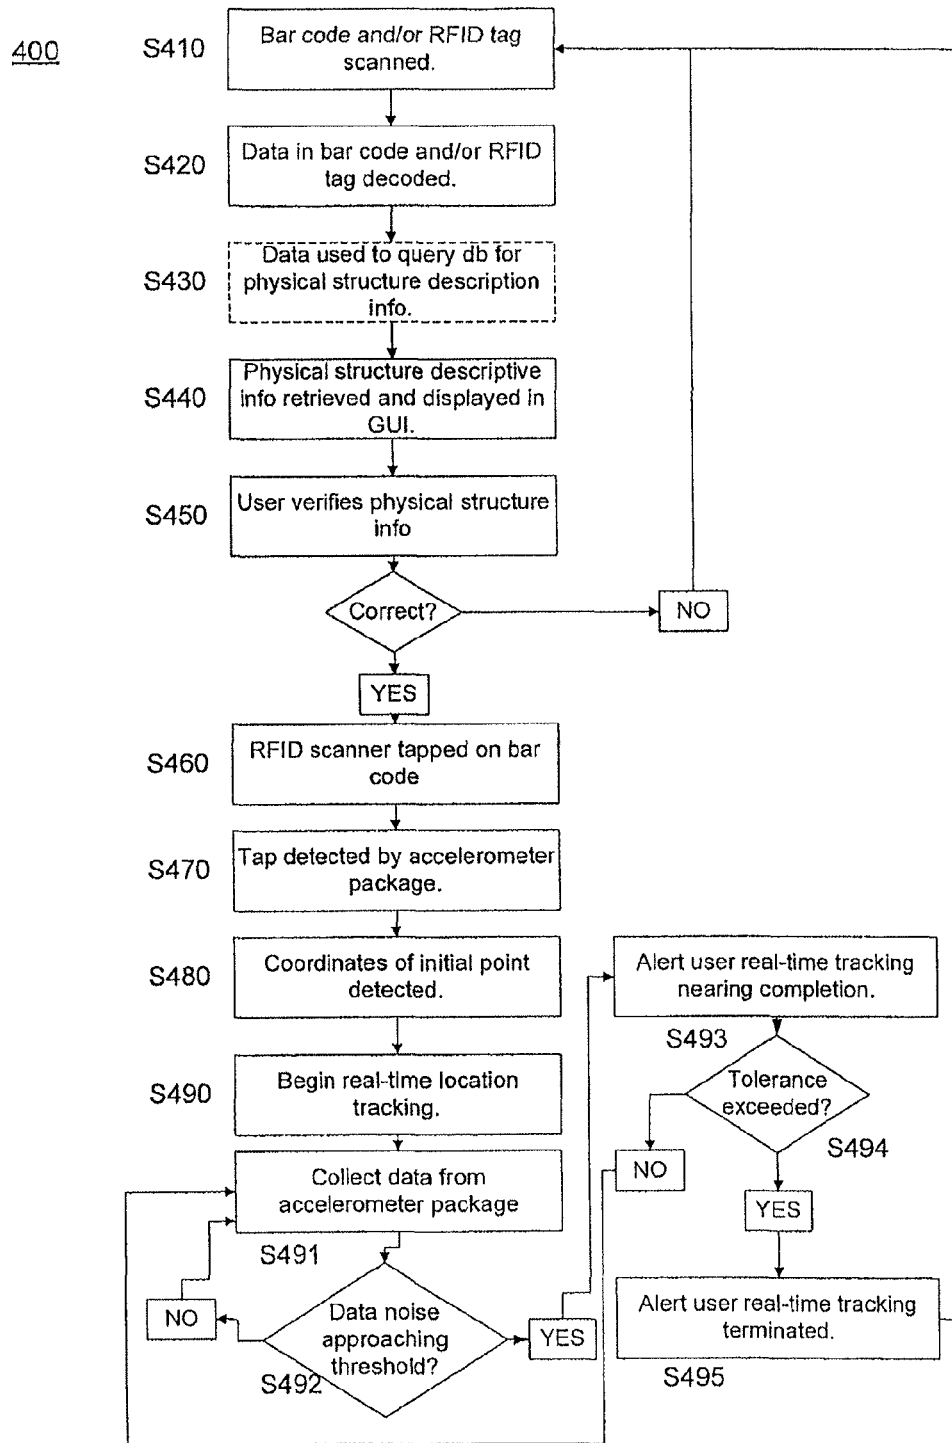 400
S410
Bar code and/or RFID tag
scanned.
S420
Data in bar code and/or RFID
tag decoded.
S430
Data used to query db for
physical structure description
info.
S440
Physical structure descriptive
info retrieved and displayed in
GUI.
S450
User verifies physical structure
info
Correct?
NO
YES
S460
RFID scanner tapped on bar
code
S470
Tap detected by accelerometer
package.
S480
Coordinates of initial point
detected.
S490
Begin real-time location
tracking.
Collect data from
accelerometer package
S491
NO
Data noise
approaching
threshold?
S492
YES
Alert user real-time tracking
nearing completion.
S493
Tolerance
exceeded?
S494
NO
YES
Alert user real-time tracking
terminated.
S495